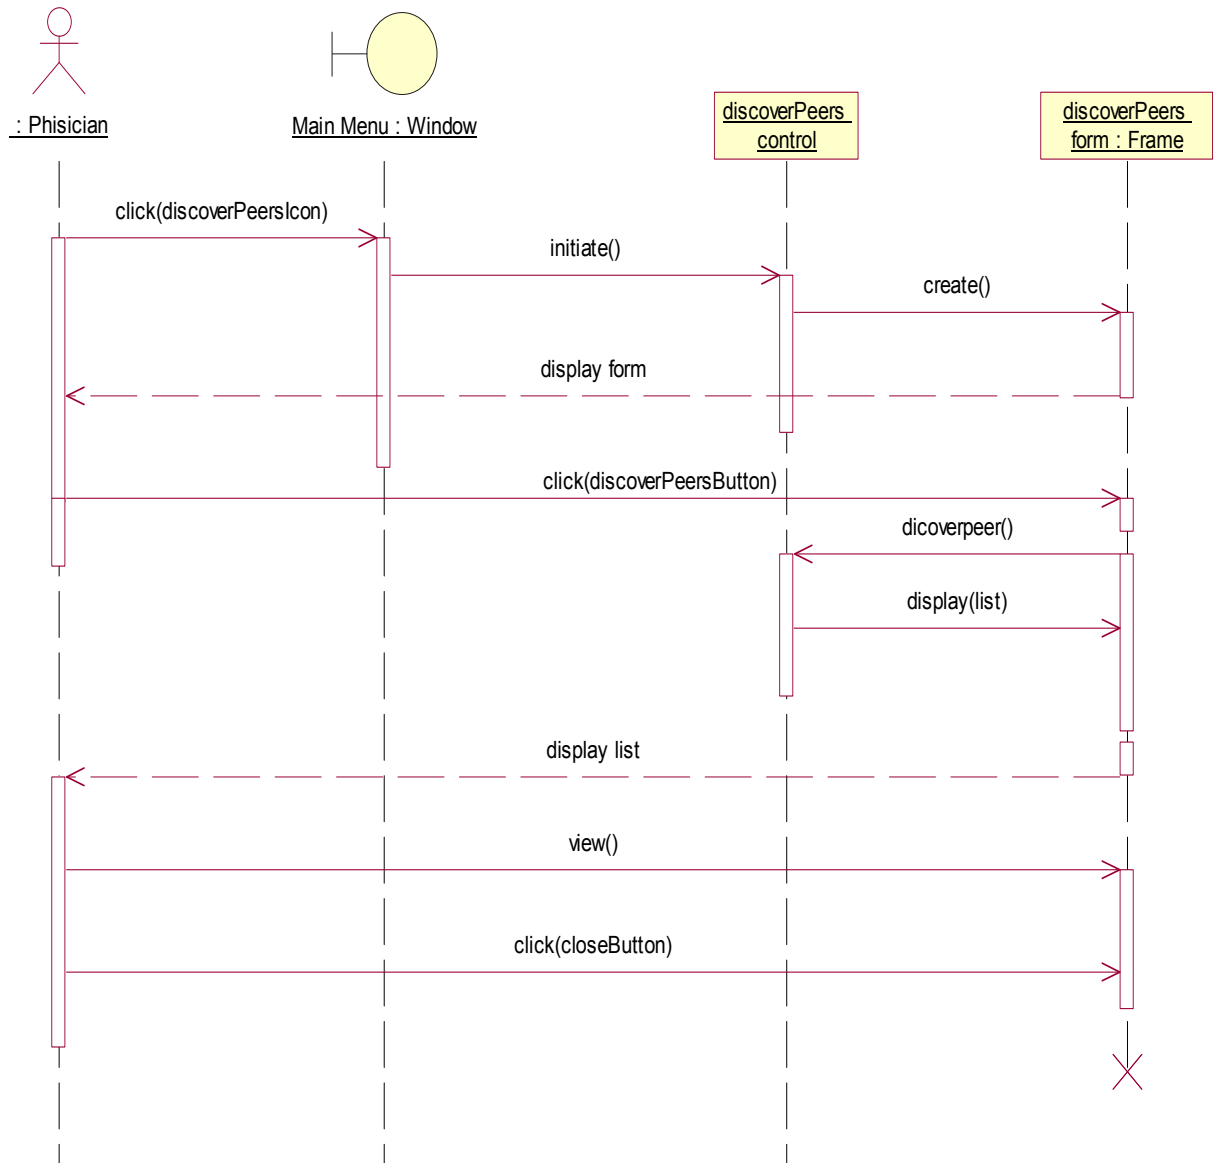 : Phisician
Main Menu : Window
discoverPeers
control
discoverPeers
form : Frame
click(discoverPeersIcon)
initiate()
create()
display form
click(discoverPeersButton)
dicoverpeer()
display(list)
display list
view()
click(closeButton)